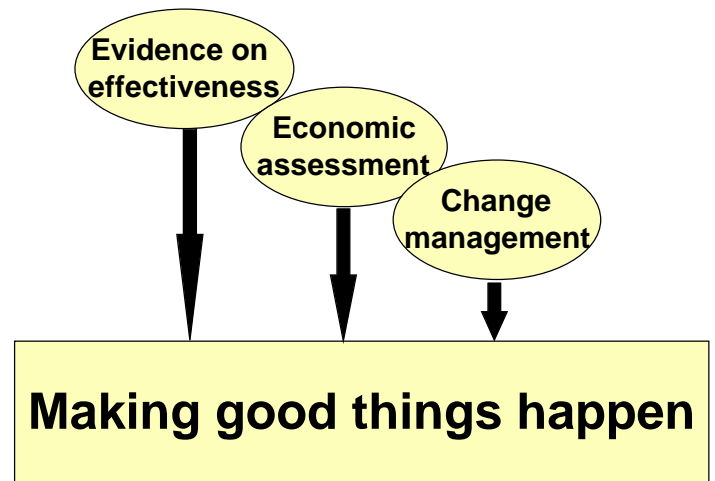 Evidence on
effectiveness
Economic
assessment
Change
management
Making good things happen